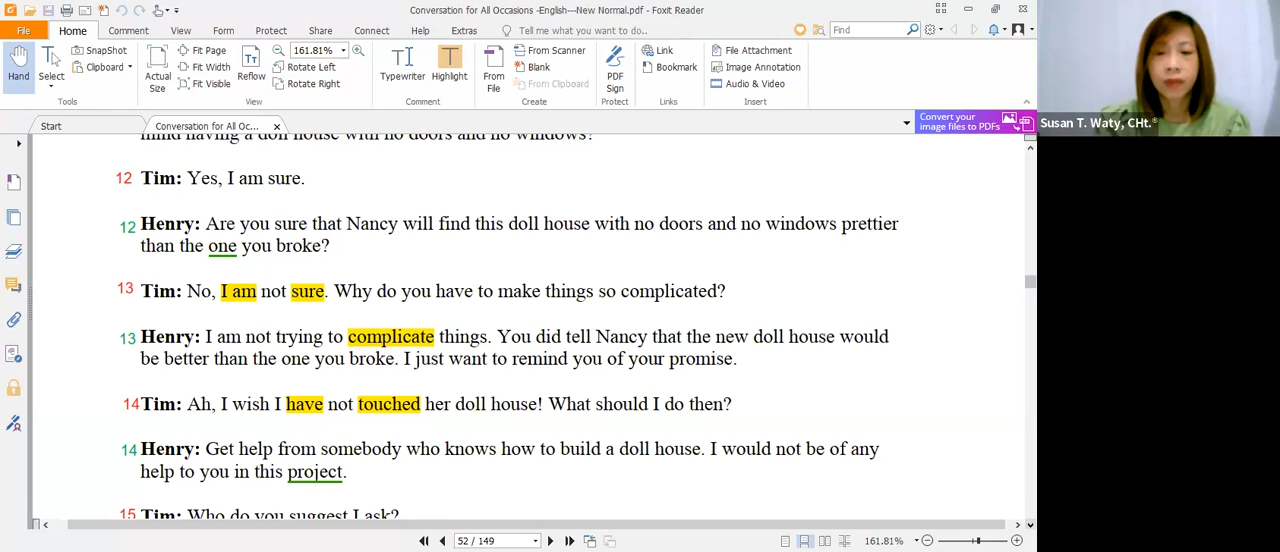 Conversation for All Occasions -English---New Normal.pdf - Foxit Reader
File Home Comment View Form Protect Share Connect Help Extras Tell me what you want to do.. Find
SnapShot Fit Page 161.81% From Scanner Link File Attachment
Clipboard Fit Width Rotate Left Blank Bookmark Image Annotation
Fit Visible Rotate Right From Clipboard Audio & Video
Hand Select Actual Size Reflow Typewriter Highlight From File PDF Sign
Tools View Comment Create Protect Links Insert
Susan T. Waty, CHt.®
Start Conversation for All Occ... Convert your
image files to PDFs
mind having a doll house with no doors and no windows?
12 Tim: Yes, I am sure.
12 Henry: Are you sure that Nancy will find this doll house with no doors and no windows prettier
than the one you broke?
13 Tim: No, I am not sure. Why do you have to make things so complicated?
13 Henry: I am not trying to complicate things. You did tell Nancy that the new doll house would
be better than the one you broke. I just want to remind you of your promise.
14 Tim: Ah, I wish I have not touched her doll house! What should I do then?
14 Henry: Get help from somebody who knows how to build a doll house. I would not be of any
help to you in this project.
15 Tim: Who do you suggest I ask?
52 / 149 161.81%